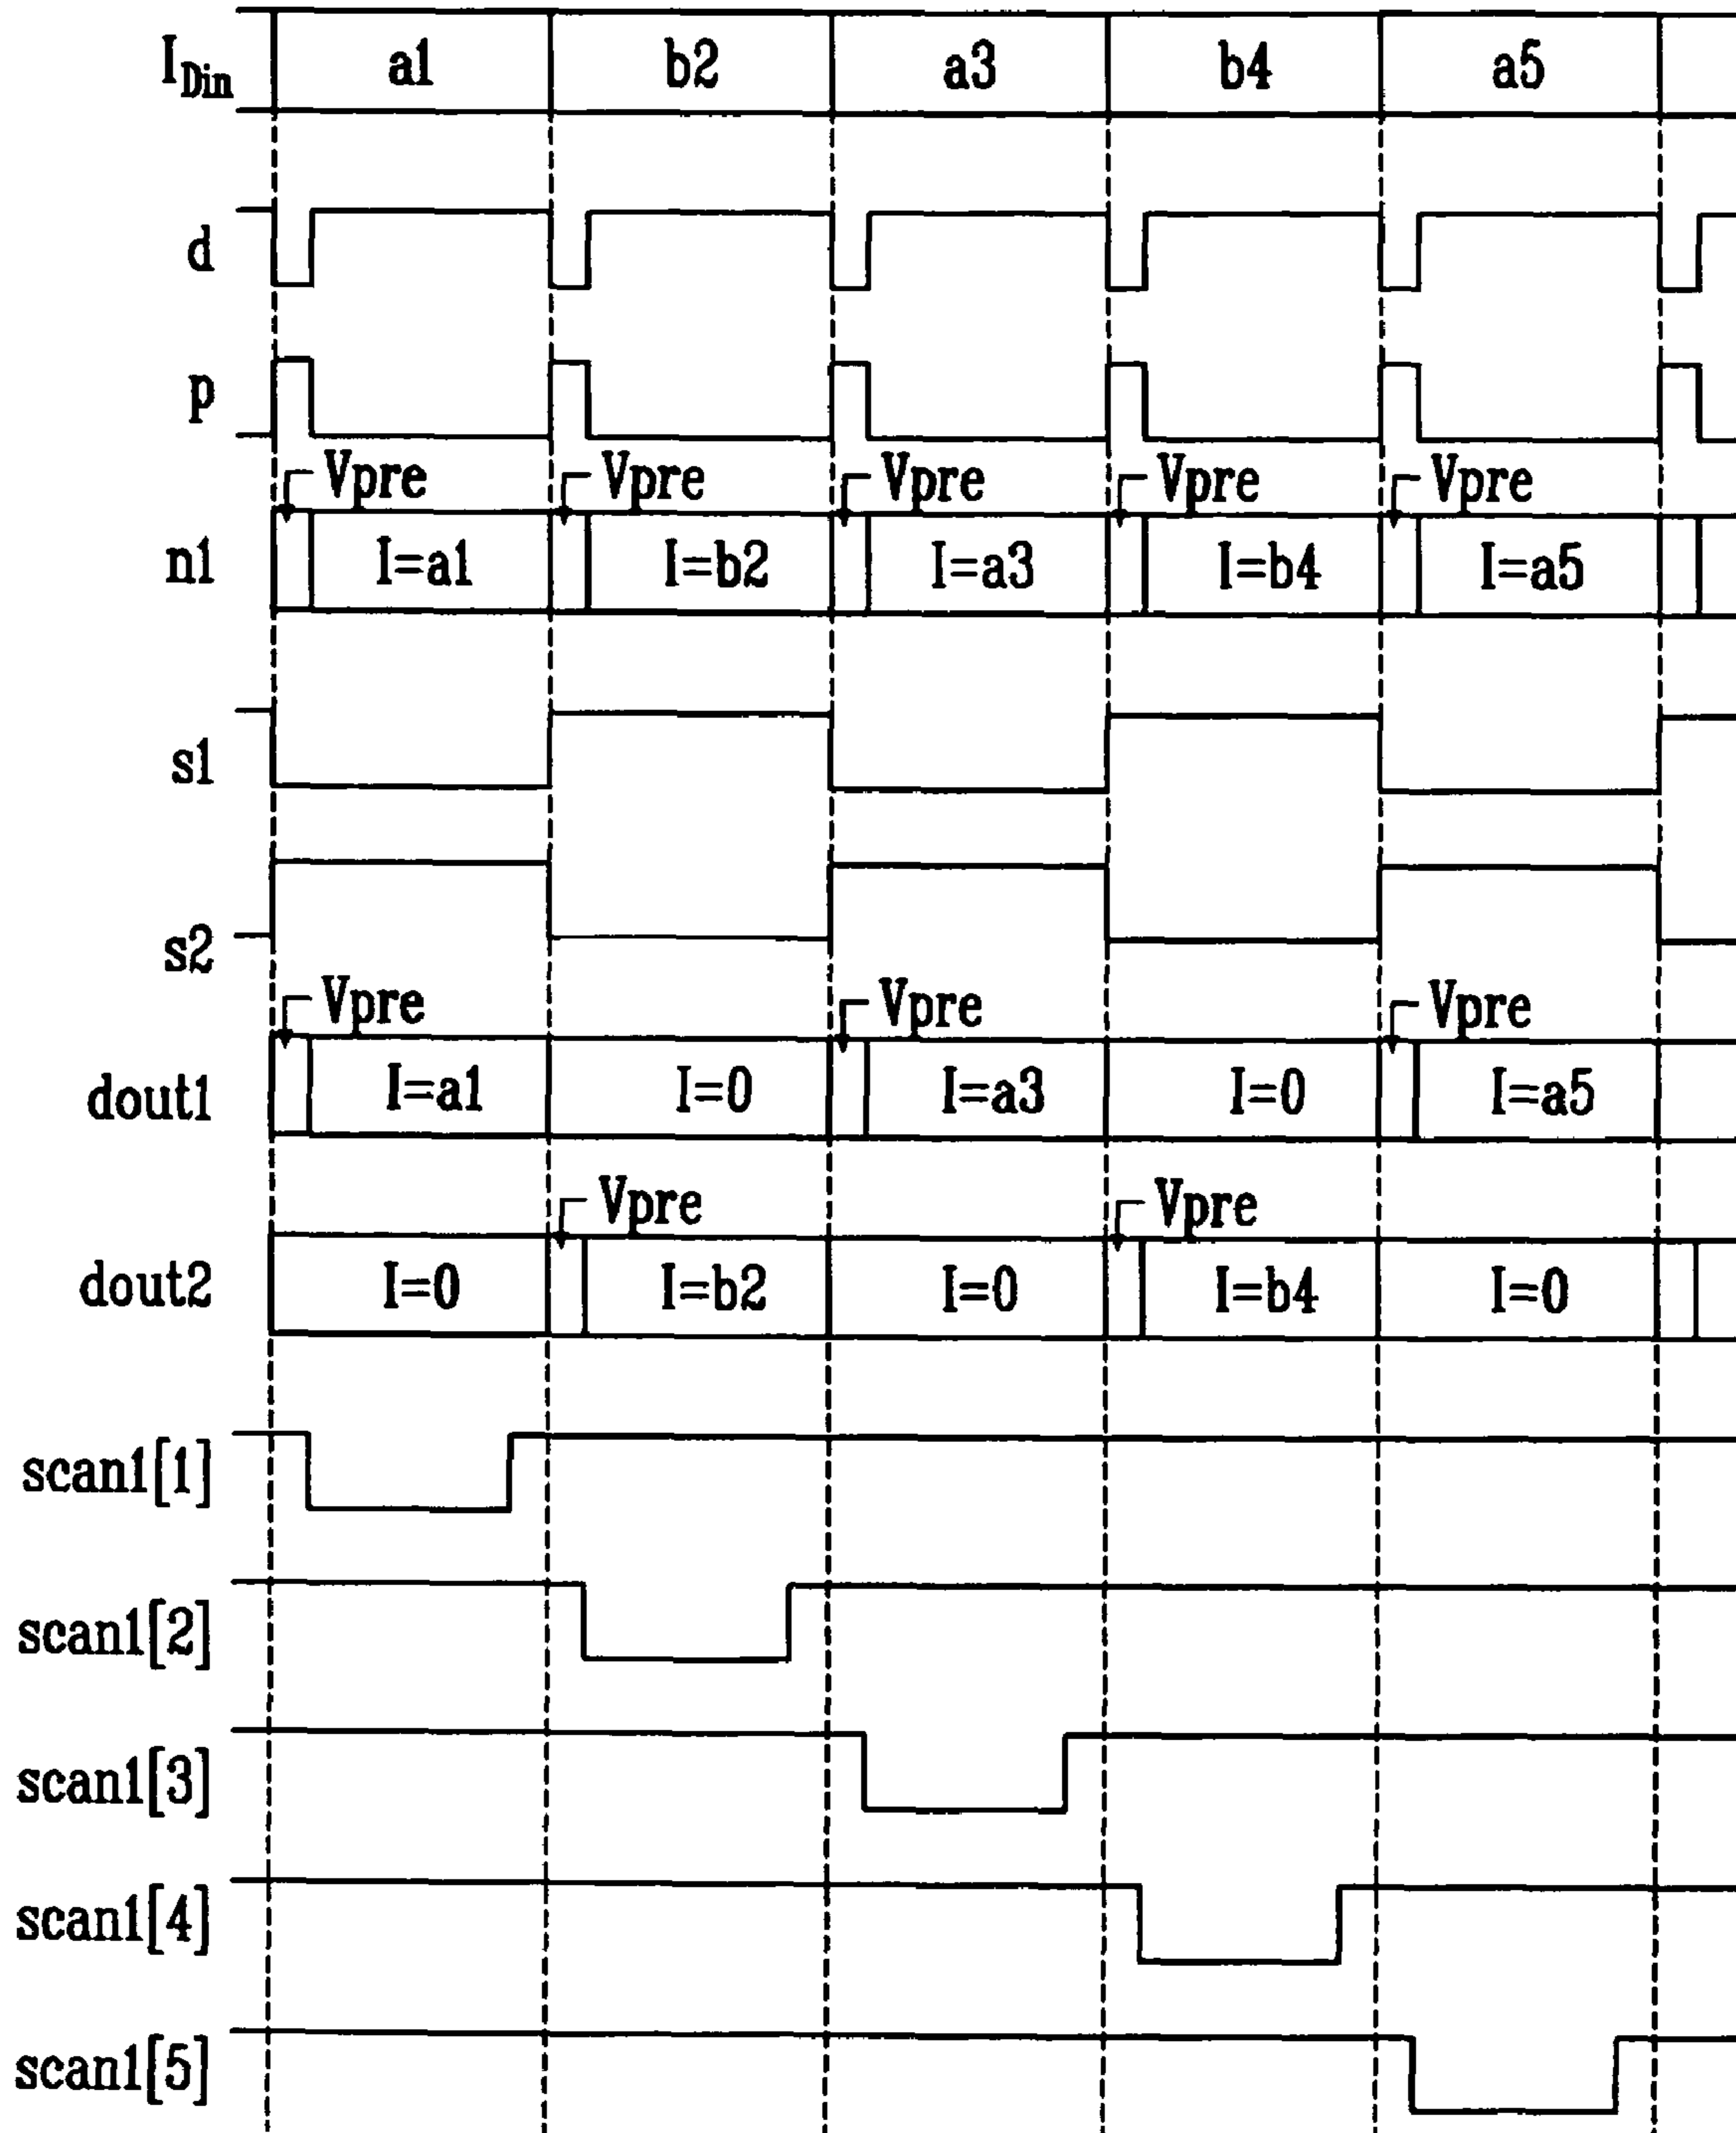 I_Din a1 b2 a3 b4 a5
d
p
Vpre Vpre Vpre Vpre Vpre
n1 I=a1 I=b2 I=a3 I=b4 I=a5
s1
s2
Vpre Vpre Vpre
dout1 I=a1 I=0 I=a3 I=0 I=a5
Vpre Vpre
dout2 I=0 I=b2 I=0 I=b4 I=0
scan1[1]
scan1[2]
scan1[3]
scan1[4]
scan1[5]